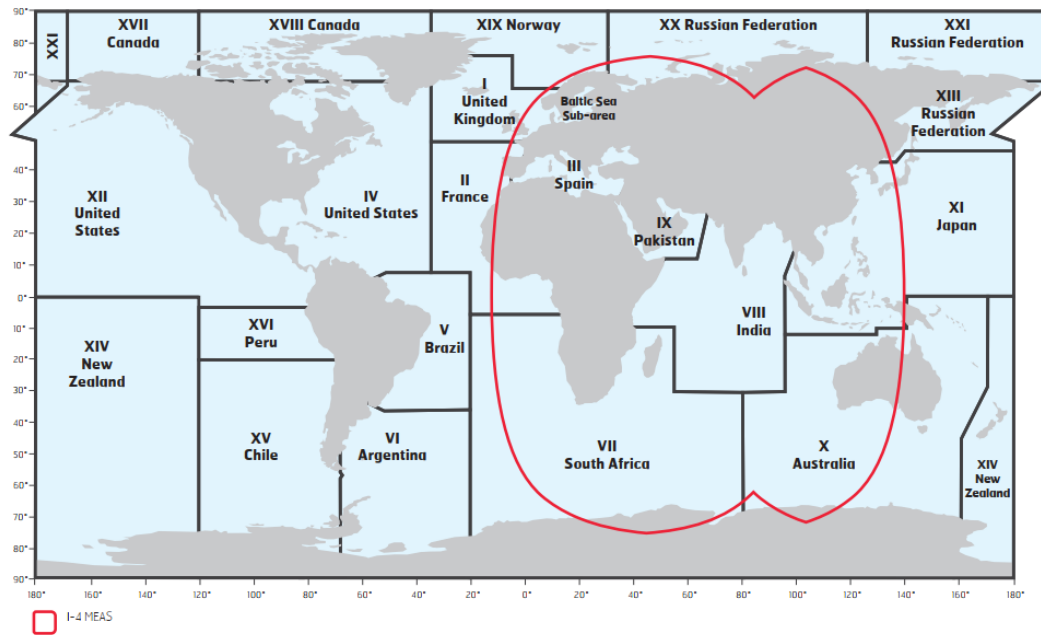 90°
XVII
Canada
XVIII Canada
XIX Norway
XX Russian Federation
XXI
Russian Federation
XXI
80°
70°
60°
I
United
Kingdom
Baltic Sea
Sub-area
XIII
Russian
Federation
40°
30°
20°
10°
XII
United
States
IV
United States
II
France
III
Spain
IX
Pakistan
XI
Japan
0°
10°
20°
30°
40°
50°
60°
70°
80°
90°
XIV
New
Zealand
XVI
Peru
V
Brazil
VIII
India
XV
Chile
VI
Argentina
VII
South Africa
X
Australia
XIV
New
Zealand
180° 160° 140° 120° 100° 80° 60° 40° 20° 0° 20° 40° 60° 80° 100° 120° 140° 160° 180°
I-4 MEAS